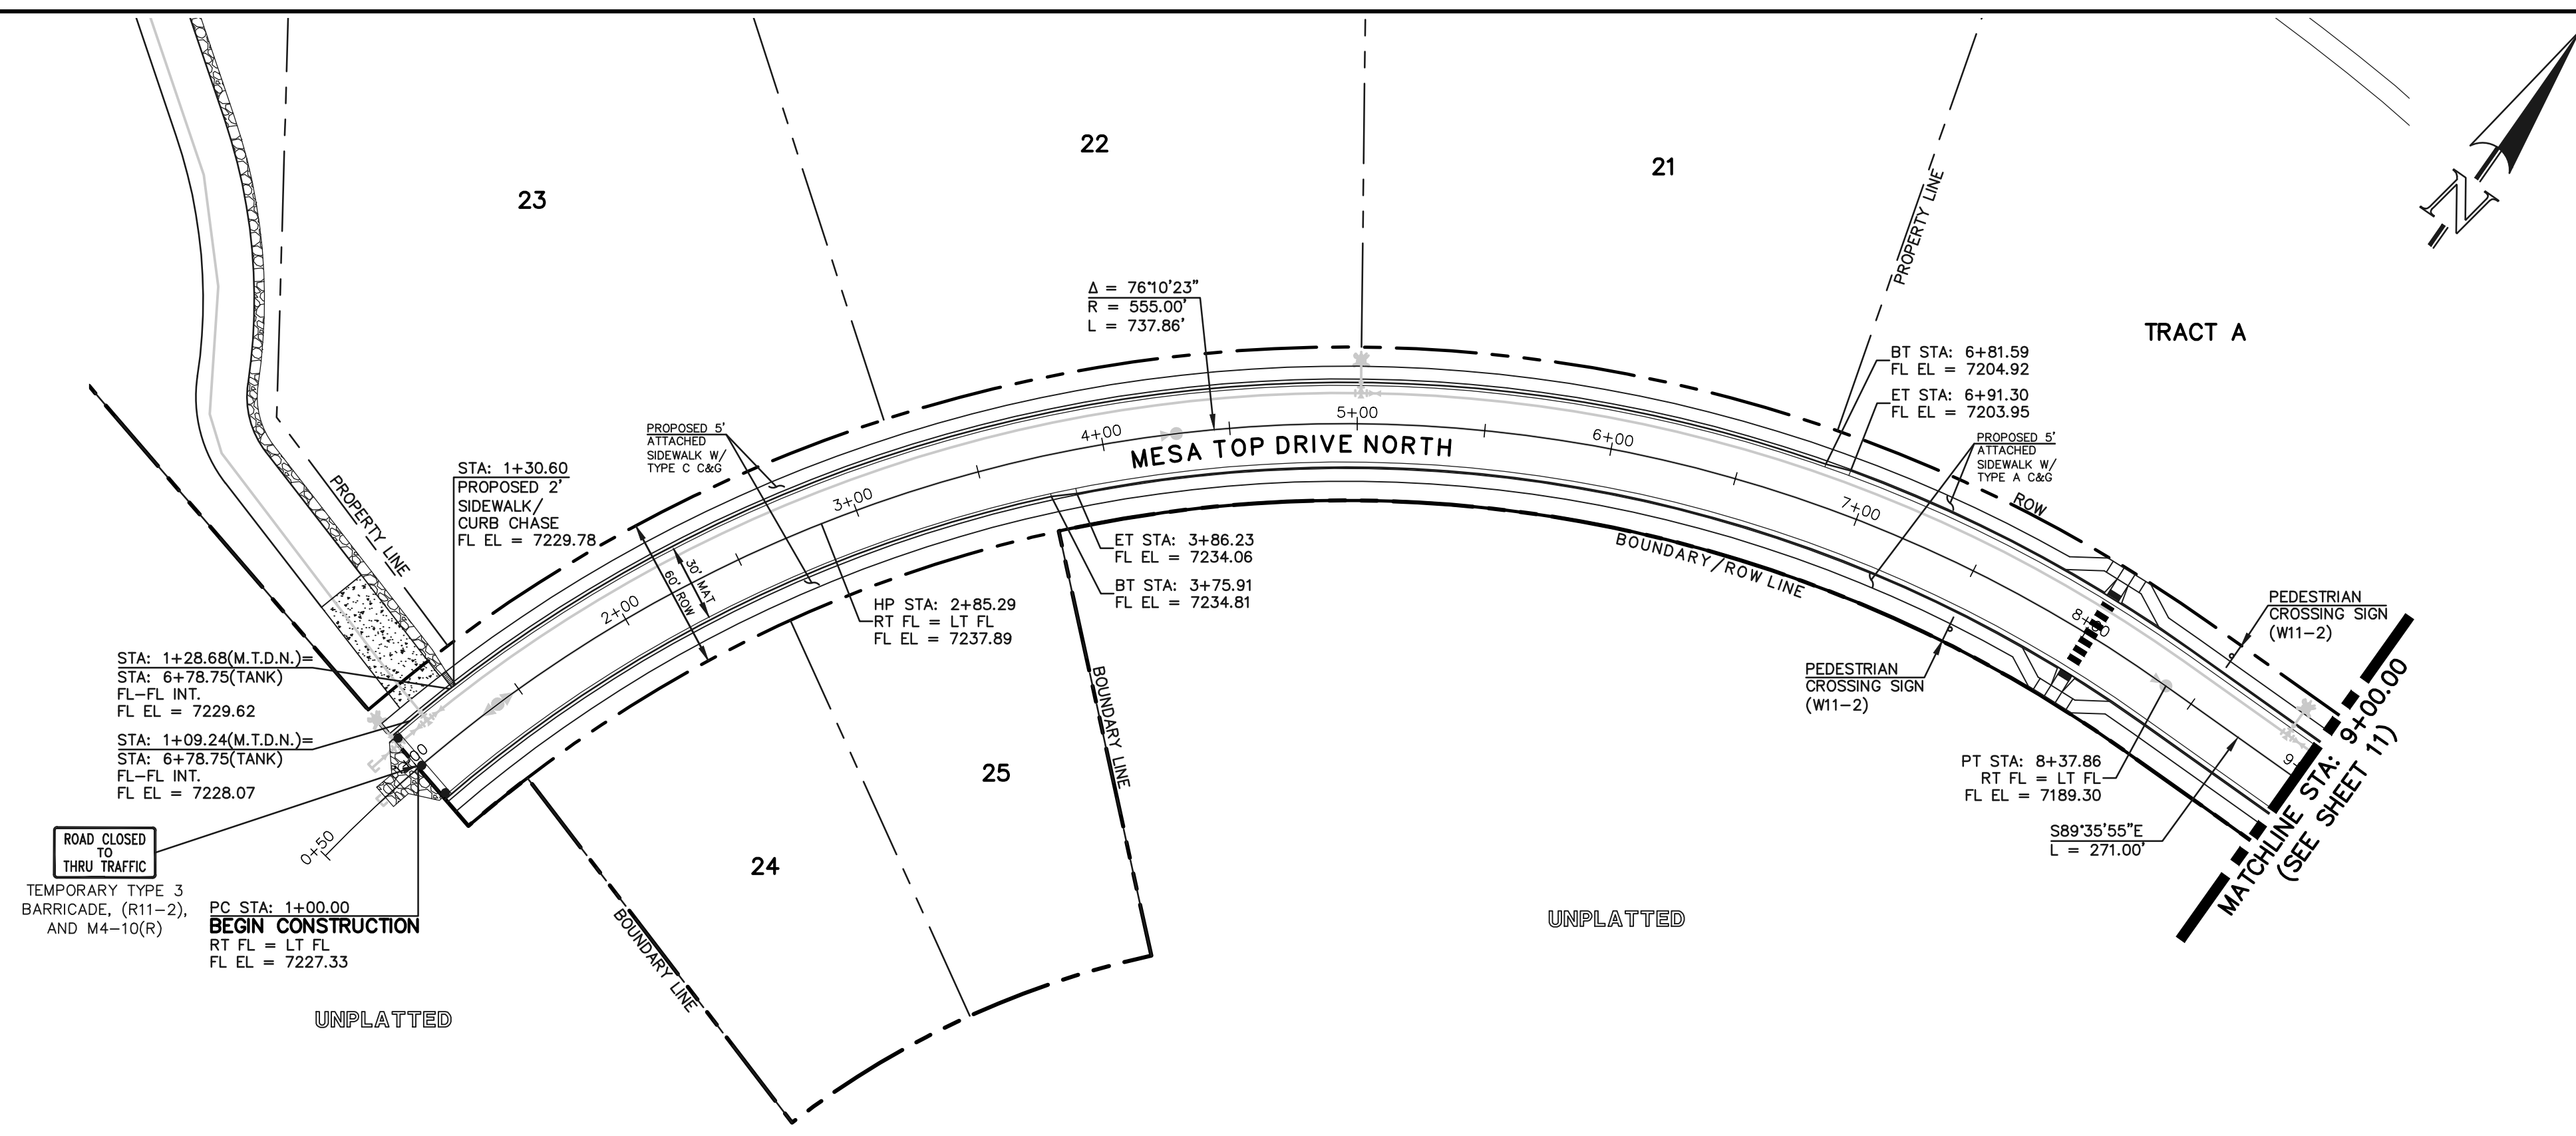 23
22
21
TRACT A
N
Δ = 76°10'23"
R = 555.00'
L = 737.86'
BT STA: 6+81.59
FL EL = 7204.92
ET STA: 6+91.30
FL EL = 7203.95
PROPERTY LINE
PROPOSED 5'
ATTACHED
SIDEWALK W/
TYPE C C&G
PROPOSED 5'
ATTACHED
SIDEWALK W/
TYPE A C&G
STA: 1+30.60
PROPOSED 2'
SIDEWALK/
CURB CHASE
FL EL = 7229.78
PROPERTY LINE
MESA TOP DRIVE NORTH
2+00
3+00
4+00
5+00
6+00
7+00
8+00
ROW
BOUNDARY/ROW LINE
30' MAT
60' ROW
ET STA: 3+86.23
FL EL = 7234.06
BT STA: 3+75.91
FL EL = 7234.81
HP STA: 2+85.29
RT FL = LT FL
FL EL = 7237.89
PEDESTRIAN
CROSSING SIGN
(W11-2)
PEDESTRIAN
CROSSING SIGN
(W11-2)
STA: 1+28.68(M.T.D.N.)=
STA: 6+78.75(TANK)
FL-FL INT.
FL EL = 7229.62
STA: 1+09.24(M.T.D.N.)=
STA: 6+78.75(TANK)
FL-FL INT.
FL EL = 7228.07
0+50
ROAD CLOSED
TO
THRU TRAFFIC
TEMPORARY TYPE 3
BARRICADE, (R11-2),
AND M4-10(R)
PC STA: 1+00.00
BEGIN CONSTRUCTION
RT FL = LT FL
FL EL = 7227.33
UNPLATTED
24
25
BOUNDARY LINE
BOUNDARY LINE
UNPLATTED
PT STA: 8+37.86
RT FL = LT FL
FL EL = 7189.30
S89°35'55"E
L = 271.00'
MATCHLINE STA: 9+00.00
(SEE SHEET 11)